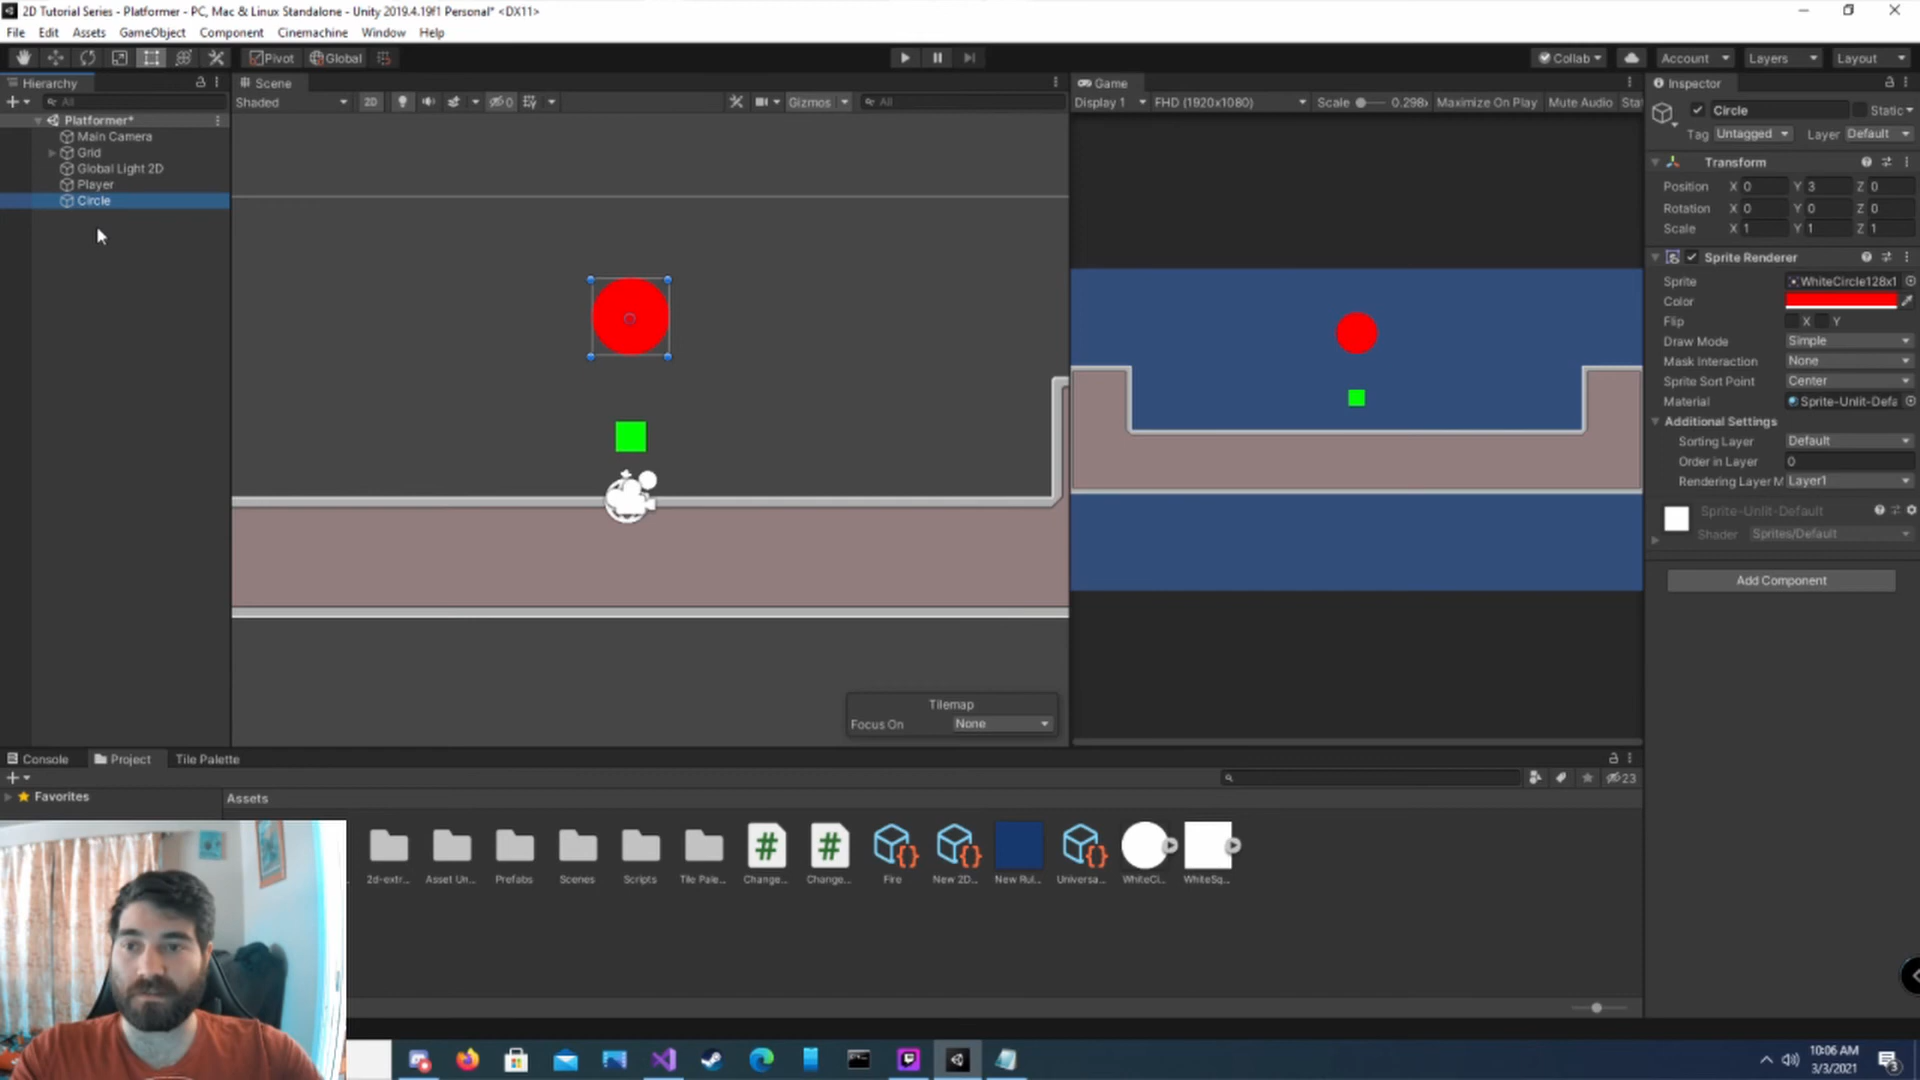 2D Tutorial Series - Platformer - PC, Mac & Linux Standalone - Unity 2019.4.19f1 Personal* <DX11>
File Edit Assets GameObject Component Cinemachine Window Help
Pivot Global Collab Account Layers Layout
Hierarchy
All
Platformer*
Main Camera
Grid
Global Light 2D
Player
Circle
Scene
Shaded 2D 0 Gizmos All
Tilemap
Focus On None
Game
Display 1 FHD (1920x1080) Scale 0.298x Maximize On Play Mute Audio Stat
Inspector
Circle Static
Tag Untagged Layer Default
Transform
Position X 0 Y 3 Z 0
Rotation X 0 Y 0 Z 0
Scale X 1 Y 1 Z 1
Sprite Renderer
Sprite WhiteCircle128x1
Color
Flip X Y
Draw Mode Simple
Mask Interaction None
Sprite Sort Point Center
Material Sprite-Unlit-Defa
Additional Settings
Sorting Layer Default
Order in Layer 0
Rendering Layer M Layer1
Sprite-Unlit-Default
Shader Sprites/Default
Add Component
Console Project Tile Palette
23
Favorites
Assets
2d-extr... Asset Un... Prefabs Scenes Scripts Tile Pale... Change... Change... Fire New 2D... New Rul... Universa... WhiteCi... WhiteSq...
10:06 AM
3/3/2021
3